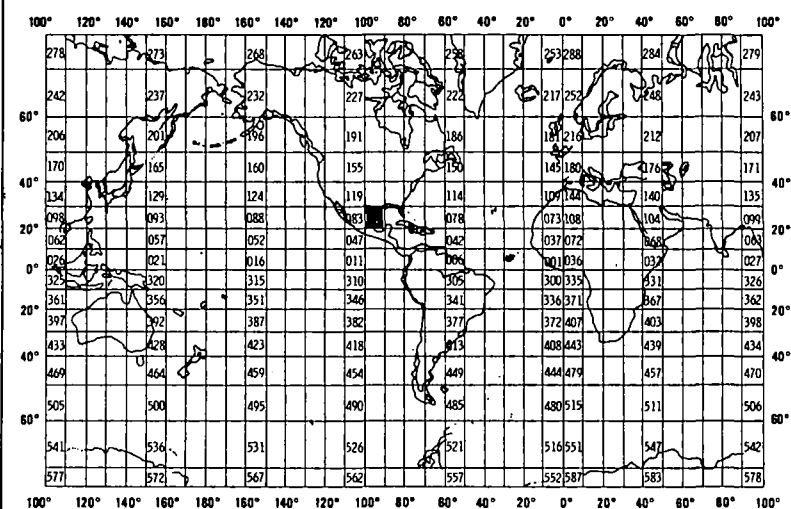 100° 120° 140° 160° 180° 160° 140° 120° 100° 80° 60° 40° 20° 0° 20° 40° 60° 80° 100°
278 273 268 263 258 253 288 284 279
242 237 232 227 222 217 252 248 243
60° 60°
206 201 196 191 186 181 216 212 207
170 165 160 155 150 145 180 176 171
40° 40°
134 129 124 119 114 109 144 140 135
098 093 088 083 078 073 108 104 099
20° 20°
062 057 052 047 042 037 072 068 063
026 021 016 011 006 001 036 032 027
0° 0°
325 320 315 310 305 300 335 331 326
361 356 351 346 341 336 371 367 362
20° 20°
397 392 387 382 377 372 407 403 398
433 428 423 418 413 408 443 439 434
40° 40°
469 464 459 454 449 444 479 457 470
505 500 495 490 485 480 515 511 506
60° 60°
541 536 531 526 521 516 551 547 542
577 572 567 562 557 552 587 583 578
100° 120° 140° 160° 180° 160° 140° 120° 100° 80° 60° 40° 20° 0° 20° 40° 60° 80° 100°